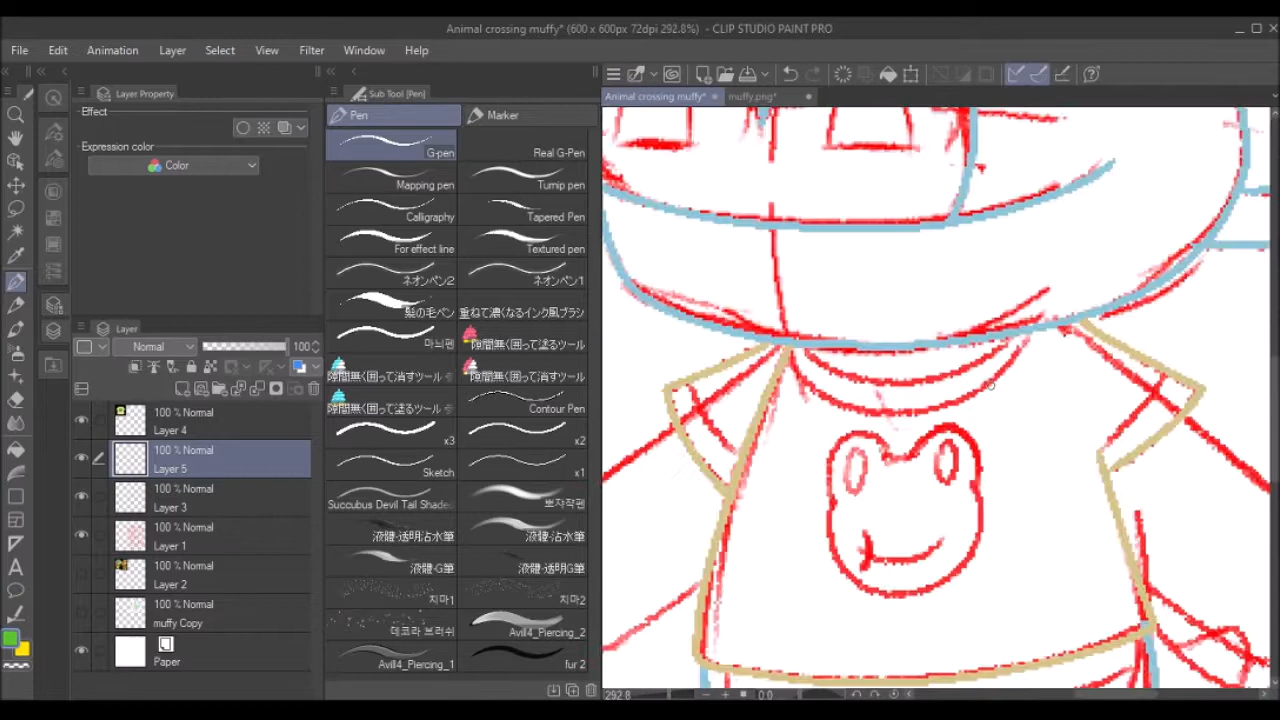 Animal crossing muffy* (600 x 600px 72dpi 292.8%) - CLIP STUDIO PAINT PRO
File Edit Animation Layer Select View Filter Window Help
Layer Property
Effect
Expression color
Color
Sub Tool [Pen]
Pen Marker
G-pen Real G-Pen
Mapping pen Turnip pen
Calligraphy Tapered Pen
For effect line Textured pen
ネオンペン2 ネオンペン1
髪の毛ペン 重ねて濃くなるインク風ブラシ
마늬펜 隙間無く囲って塗るツール
隙間無く囲って消すツール 隙間無く囲って消すツール
隙間無く囲って塗るツール Contour Pen
x3 x2
Sketch x1
Succubus Devil Tail Shade 뽀쟉펜
液體-透明沾水筆 液體-沾水筆
液體-G筆 液體-透明G筆
치마1 치마2
데코라 브러쉬 Avill4_Piercing_2
Avill4_Piercing_1 fur 2
Animal crossing muffy* muffy.png*
Layer
Normal 100
100 % Normal
Layer 4
100 % Normal
Layer 5
100 % Normal
Layer 3
100 % Normal
Layer 1
100 % Normal
Layer 2
100 % Normal
muffy Copy
Paper
292.8 0.0